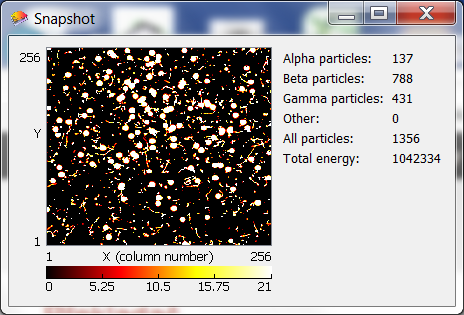 Snapshot
256
Y
1
1 X (column number) 256
0 5.25 10.5 15.75 21
Alpha particles: 137
Beta particles: 788
Gamma particles: 431
Other: 0
All particles: 1356
Total energy: 1042334